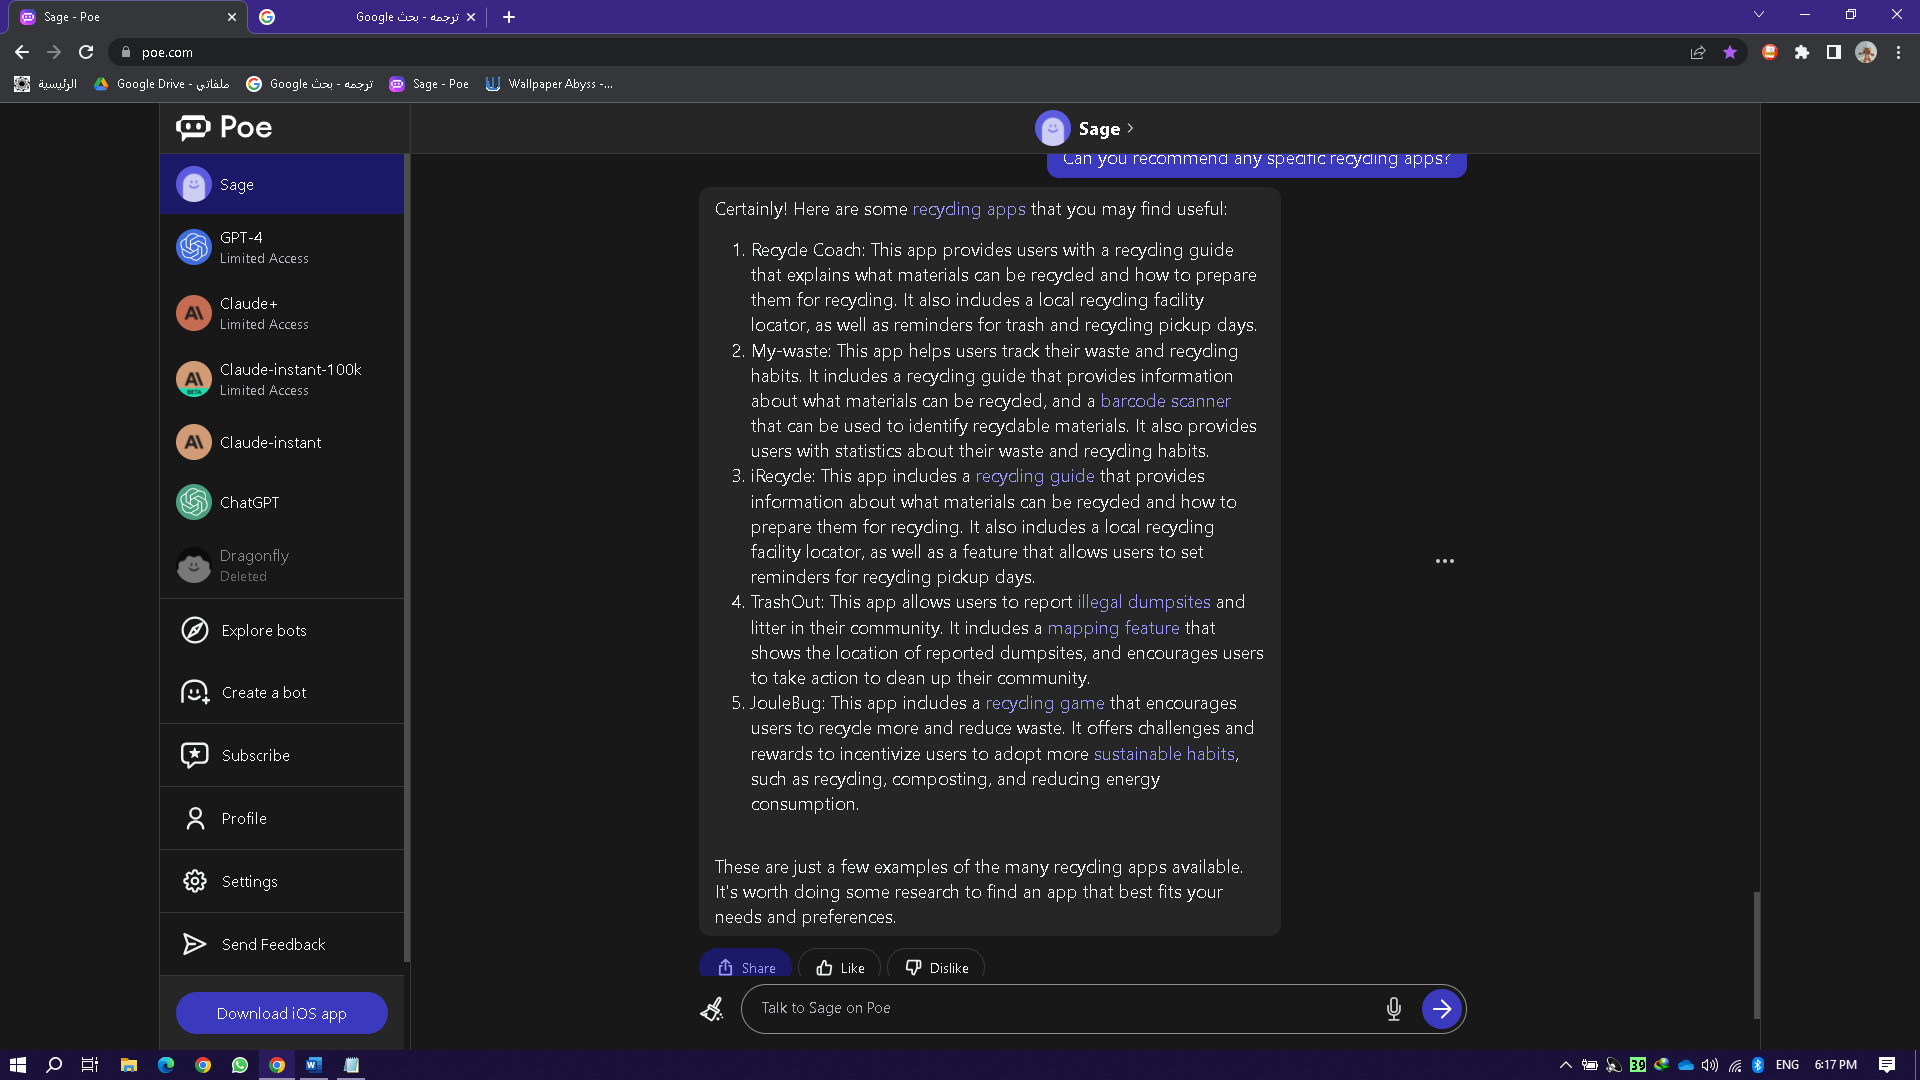 Sage - Poe
ترجمه - بحث Google
poe.com
الرئيسية
ملفاتي - Google Drive
ترجمه - بحث Google
Sage - Poe
Wallpaper Abyss -...
Poe
Sage
Sage
GPT-4
Limited Access
Claude+
Limited Access
Claude-instant-100k
Limited Access
BETA
Claude-instant
ChatGPT
Dragonfly
Deleted
Explore bots
Create a bot
Subscribe
Profile
Settings
Send Feedback
Download iOS app
Can you recommend any specific recycling apps?
Certainly! Here are some recycling apps that you may find useful:
1. Recycle Coach: This app provides users with a recycling guide
that explains what materials can be recycled and how to prepare
them for recycling. It also includes a local recycling facility
locator, as well as reminders for trash and recycling pickup days.
2. My-waste: This app helps users track their waste and recycling
habits. It includes a recycling guide that provides information
about what materials can be recycled, and a barcode scanner
that can be used to identify recyclable materials. It also provides
users with statistics about their waste and recycling habits.
3. iRecycle: This app includes a recycling guide that provides
information about what materials can be recycled and how to
prepare them for recycling. It also includes a local recycling
facility locator, as well as a feature that allows users to set
reminders for recycling pickup days.
4. TrashOut: This app allows users to report illegal dumpsites and
litter in their community. It includes a mapping feature that
shows the location of reported dumpsites, and encourages users
to take action to clean up their community.
5. JouleBug: This app includes a recycling game that encourages
users to recycle more and reduce waste. It offers challenges and
rewards to incentivize users to adopt more sustainable habits,
such as recycling, composting, and reducing energy
consumption.
These are just a few examples of the many recycling apps available.
It's worth doing some research to find an app that best fits your
needs and preferences.
Share
Like
Dislike
Talk to Sage on Poe
39
ENG
6:17 PM